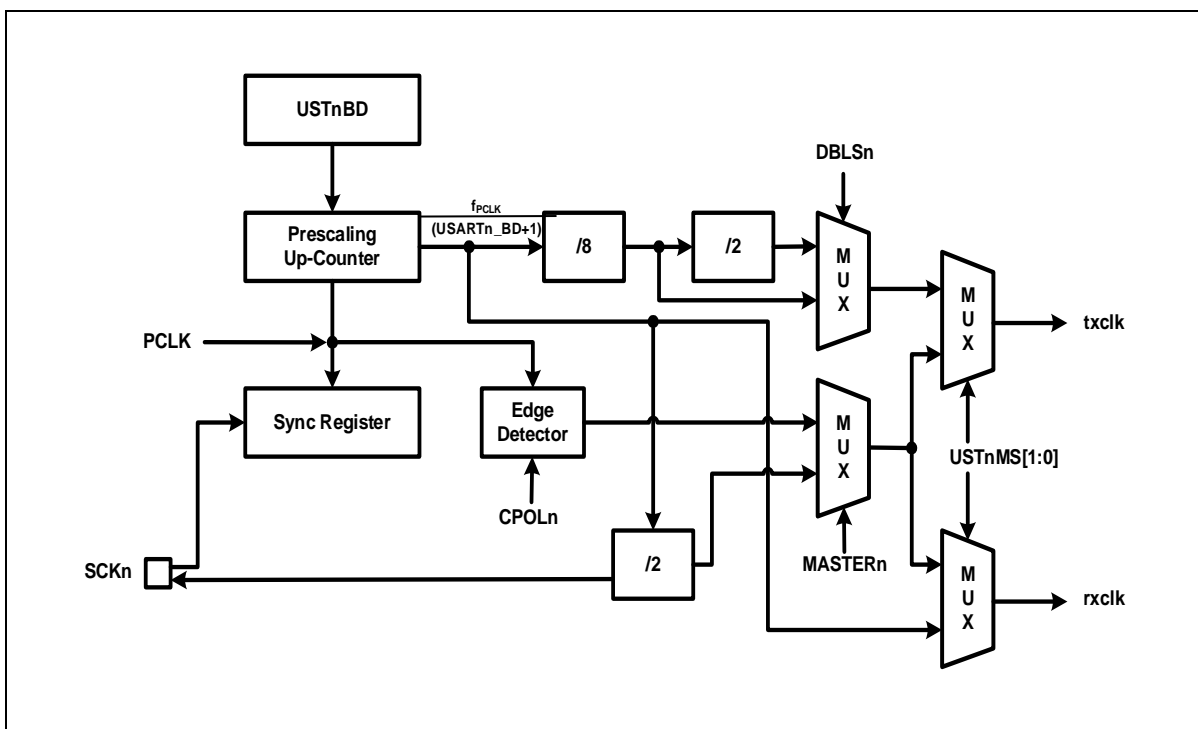 USTnBD
DBLSn
fPCLK
(USARTn_BD+1)
Prescaling
Up-Counter
/8
/2
M
U
X
M
U
X
PCLK
txclk
Sync Register
Edge
Detector
M
U
X
USTnMS[1:0]
CPOLn
MASTERn
SCKn
/2
M
U
X
rxclk